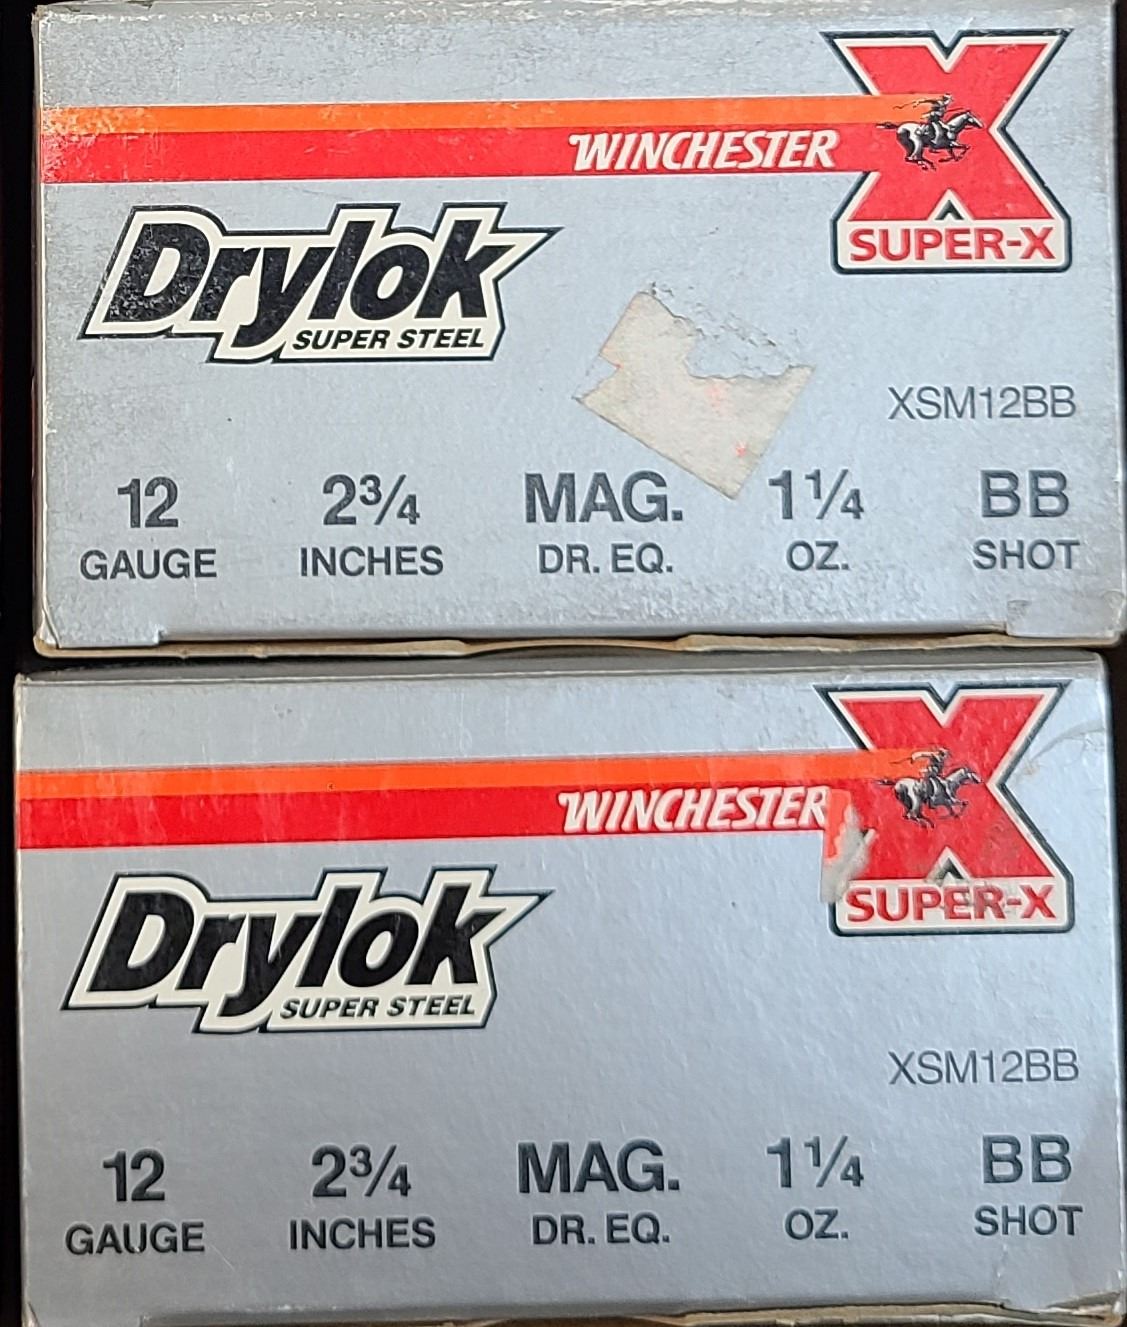 WINCHESTER
X
SUPER-X
Drylok
SUPER STEEL
XSM12BB
12 2¾ MAG. 1¼ BB
GAUGE INCHES DR. EQ. OZ. SHOT
WINCHESTER
X
SUPER-X
Drylok
SUPER STEEL
XSM12BB
12 2¾ MAG. 1¼ BB
GAUGE INCHES DR. EQ. OZ. SHOT